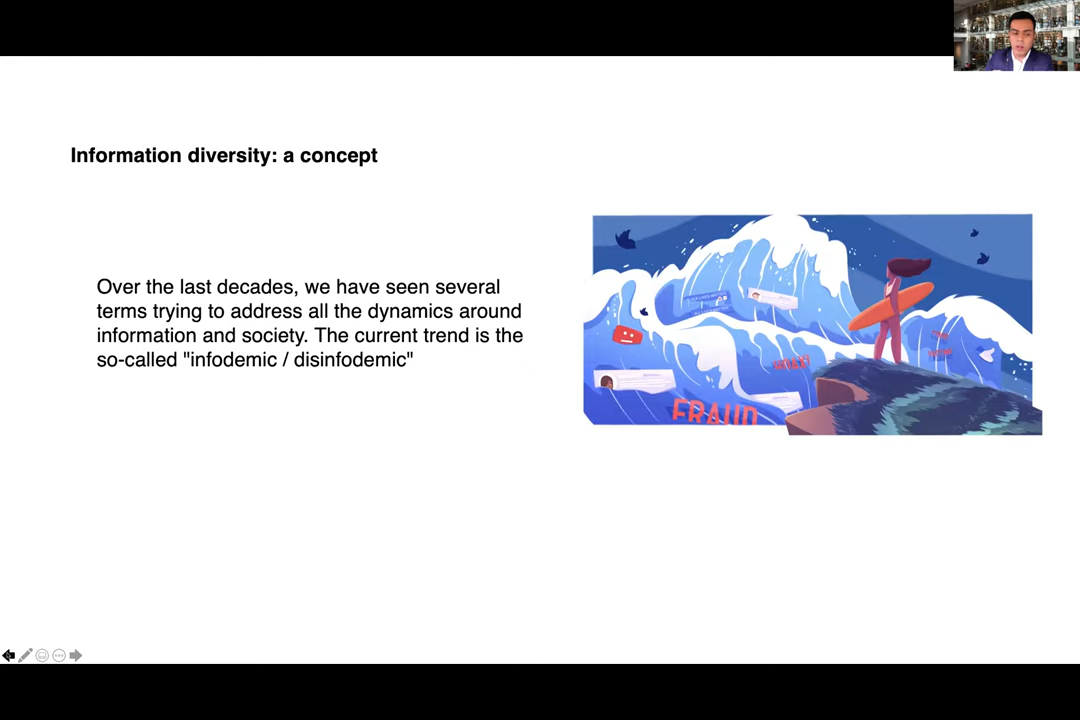 Information diversity: a concept
Over the last decades, we have seen several
terms trying to address all the dynamics around
information and society. The current trend is the
so-called "infodemic / disinfodemic"
HOAX!
FRAUD